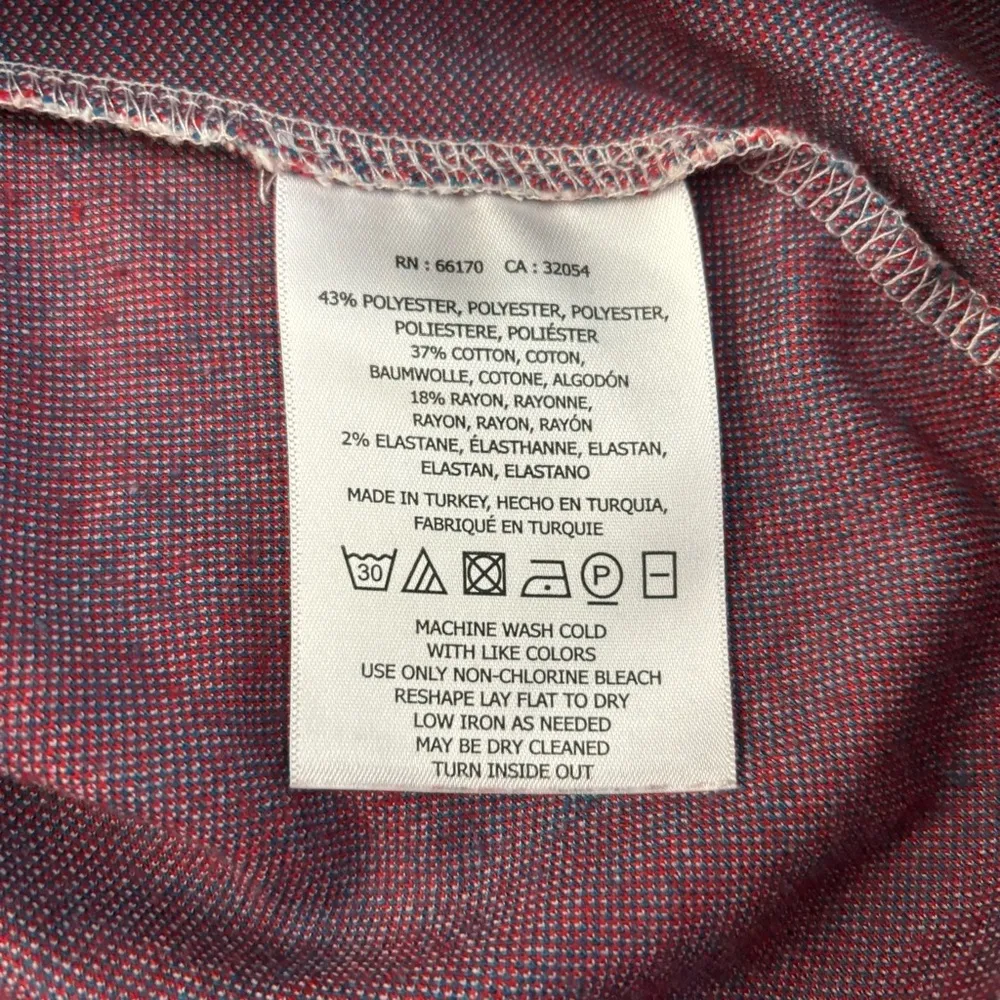 RN : 66170 CA : 32054
43% POLYESTER, POLYESTER, POLYESTER,
POLIESTERE, POLIÉSTER
37% COTTON, COTON,
BAUMWOLLE, COTONE, ALGODÓN
18% RAYON, RAYONNE,
RAYON, RAYON, RAYÓN
2% ELASTANE, ÉLASTHANNE, ELASTAN,
ELASTAN, ELASTANO
MADE IN TURKEY, HECHO EN TURQUIA,
FABRIQUÉ EN TURQUIE
30 P
MACHINE WASH COLD
WITH LIKE COLORS
USE ONLY NON-CHLORINE BLEACH
RESHAPE LAY FLAT TO DRY
LOW IRON AS NEEDED
MAY BE DRY CLEANED
TURN INSIDE OUT